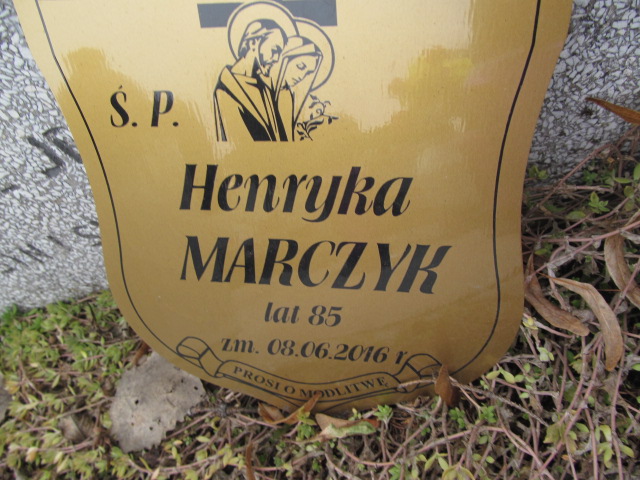 Ś. P.
Henryka
MARCZYK
lat 85
zm. 08.06.2016 r
PROSI O MODLITWĘ